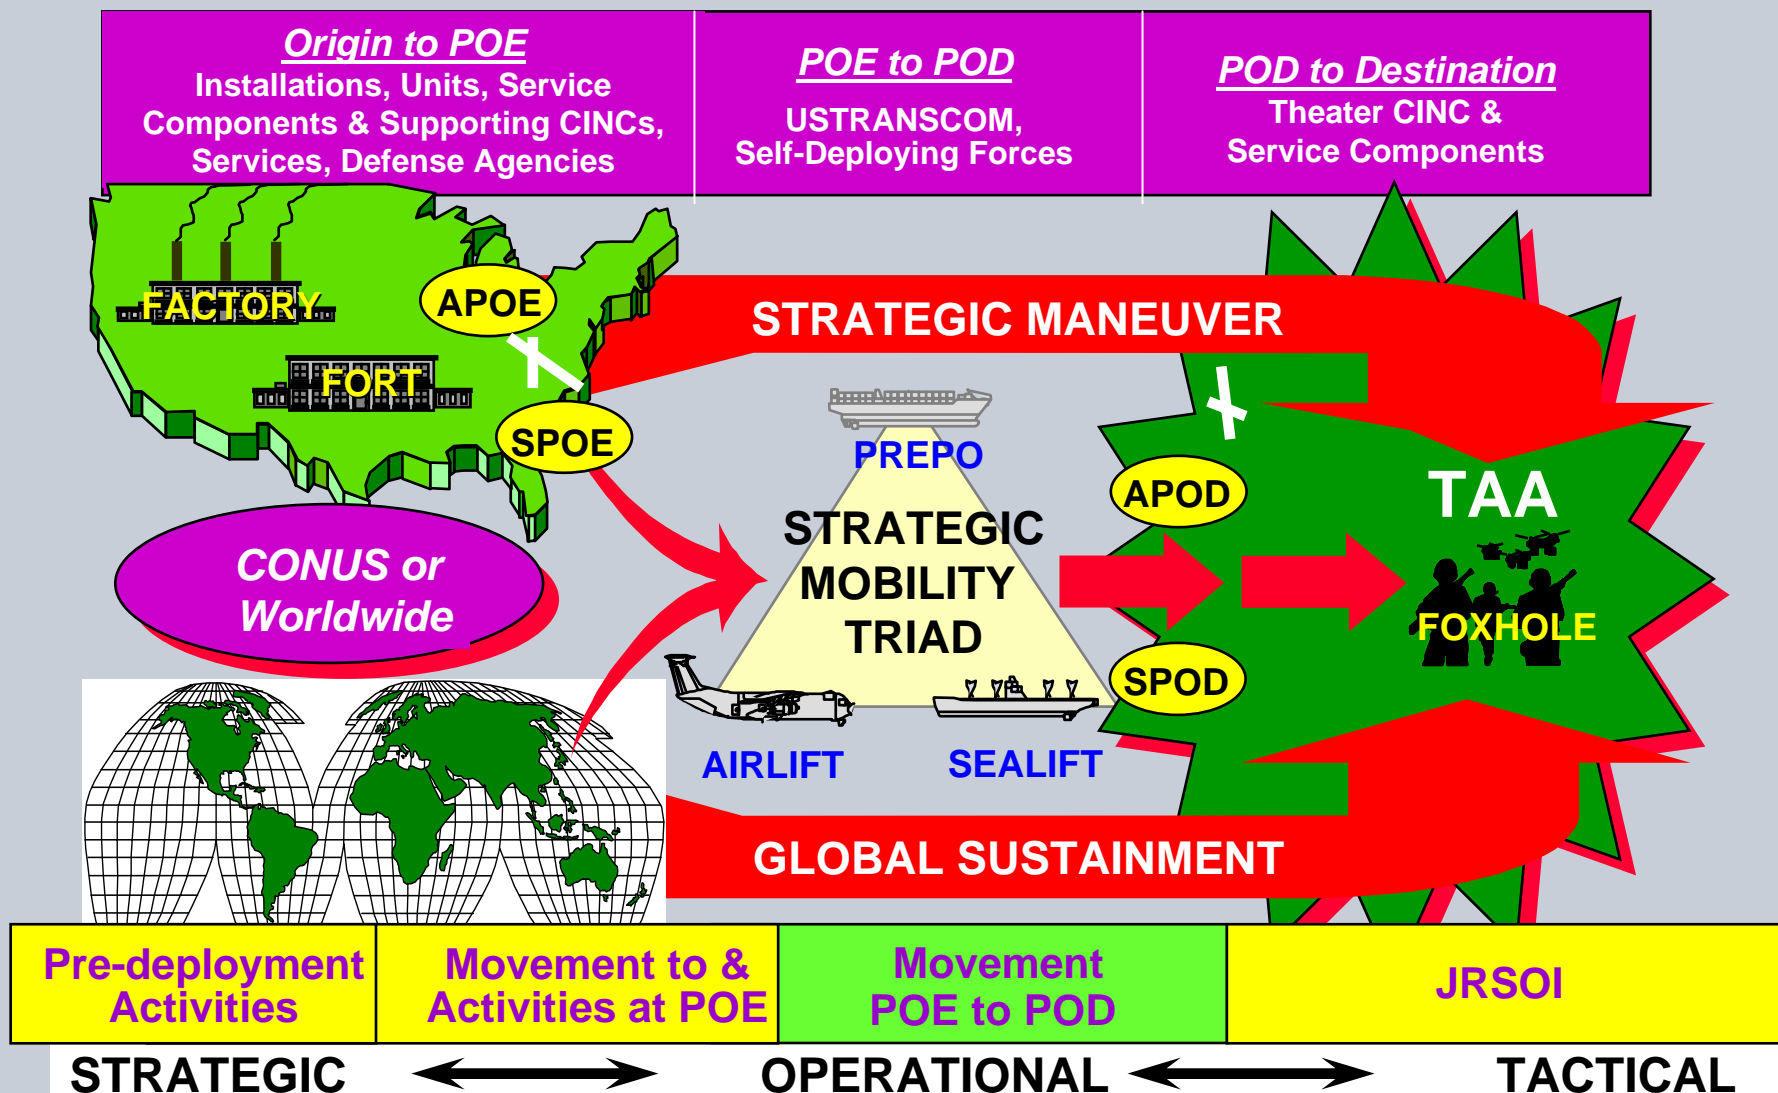 Origin to POE
Installations, Units, Service
Components & Supporting CINCs,
Services, Defense Agencies
POE to POD
USTRANSCOM,
Self-Deploying Forces
POD to Destination
Theater CINC &
Service Components
FACTORY
APOE
FORT
SPOE
STRATEGIC MANEUVER
PREPO
STRATEGIC
MOBILITY
TRIAD
APOD
TAA
FOXHOLE
SPOD
CONUS or
Worldwide
AIRLIFT
SEALIFT
GLOBAL SUSTAINMENT
Pre-deployment
Activities
Movement to &
Activities at POE
Movement
POE to POD
JRSOI
STRATEGIC
OPERATIONAL
TACTICAL